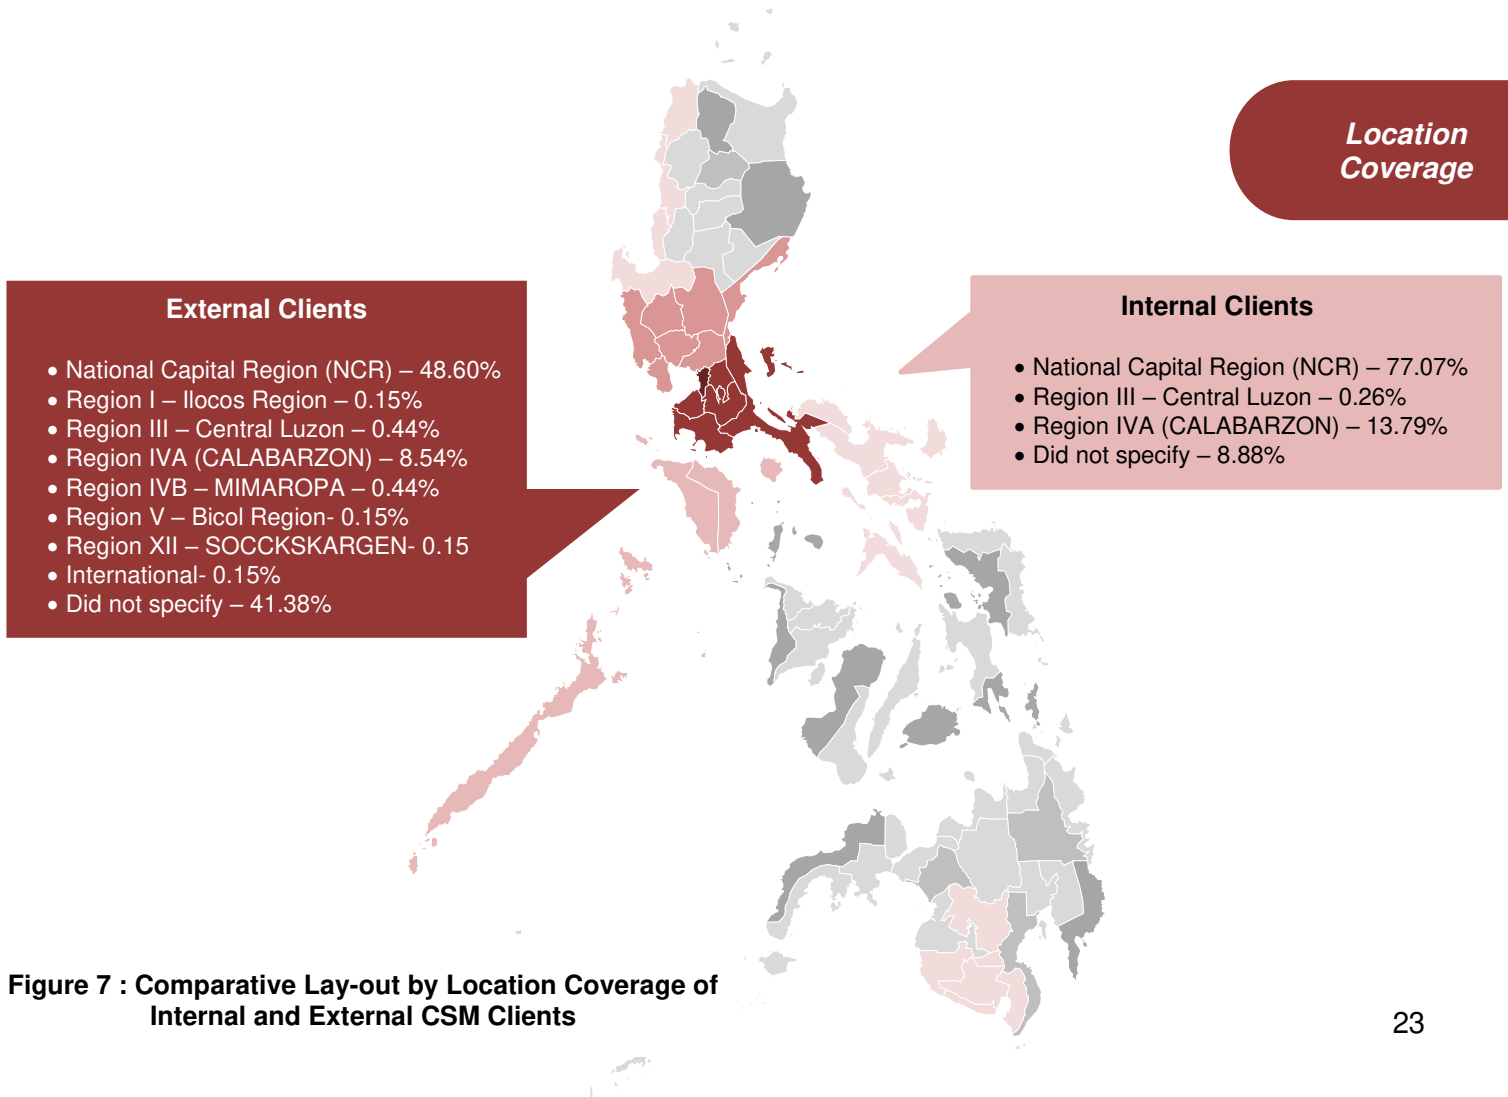 Location
Coverage
External Clients
• National Capital Region (NCR) – 48.60%
• Region I – Ilocos Region – 0.15%
• Region III – Central Luzon – 0.44%
• Region IVA (CALABARZON) – 8.54%
• Region IVB – MIMAROPA – 0.44%
• Region V – Bicol Region- 0.15%
• Region XII – SOCCKSKARGEN- 0.15
• International- 0.15%
• Did not specify – 41.38%
Internal Clients
• National Capital Region (NCR) – 77.07%
• Region III – Central Luzon – 0.26%
• Region IVA (CALABARZON) – 13.79%
• Did not specify – 8.88%
Figure 7 : Comparative Lay-out by Location Coverage of
Internal and External CSM Clients
23